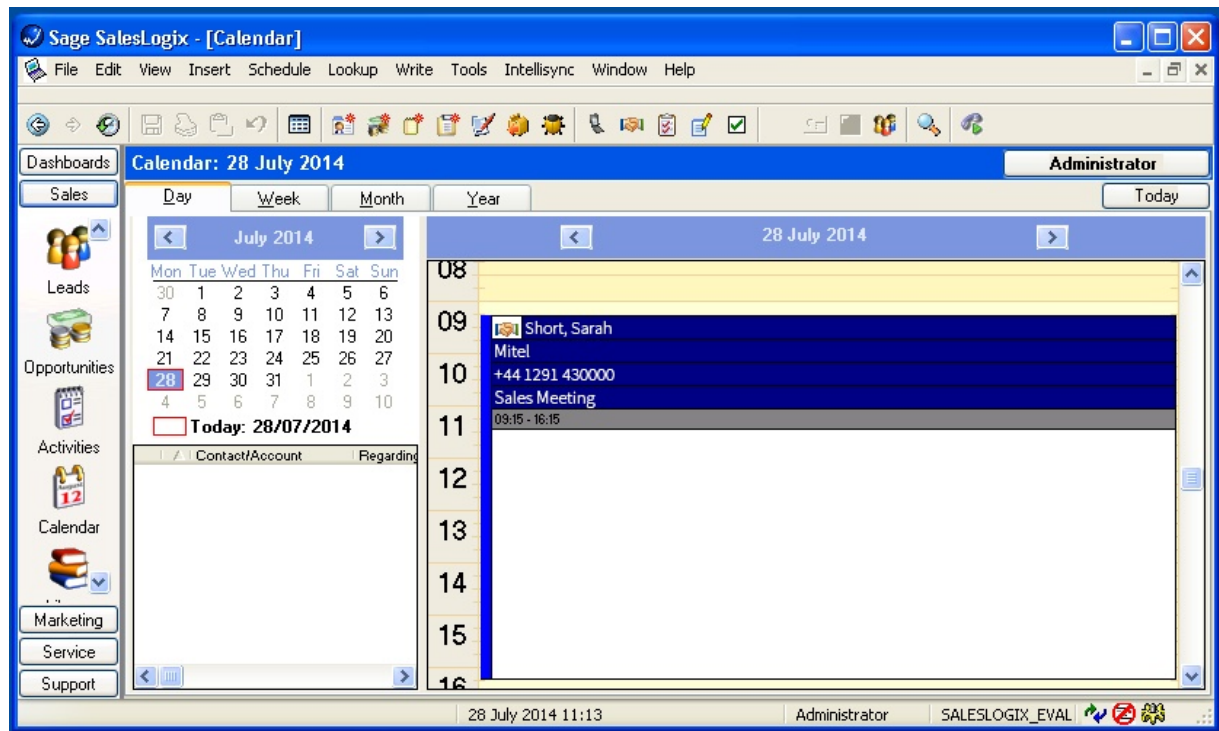 Sage SalesLogix - [Calendar]
File Edit View Insert Schedule Lookup Write Tools Intellisync Window Help
Dashboards
Calendar: 28 July 2014
Administrator
Sales
Day Week Month Year
Today
Leads
Opportunities
Activities
August
12
Calendar
Marketing
Service
Support
July 2014
Mon Tue Wed Thu Fri Sat Sun
30 1 2 3 4 5 6
7 8 9 10 11 12 13
14 15 16 17 18 19 20
21 22 23 24 25 26 27
28 29 30 31 1 2 3
4 5 6 7 8 9 10
Today: 28/07/2014
Contact/Account Regarding
28 July 2014
08
09
10
11
12
13
14
15
16
Short, Sarah
Mitel
+44 1291 430000
Sales Meeting
09:15 - 16:15
28 July 2014 11:13 Administrator SALESLOGIX_EVAL